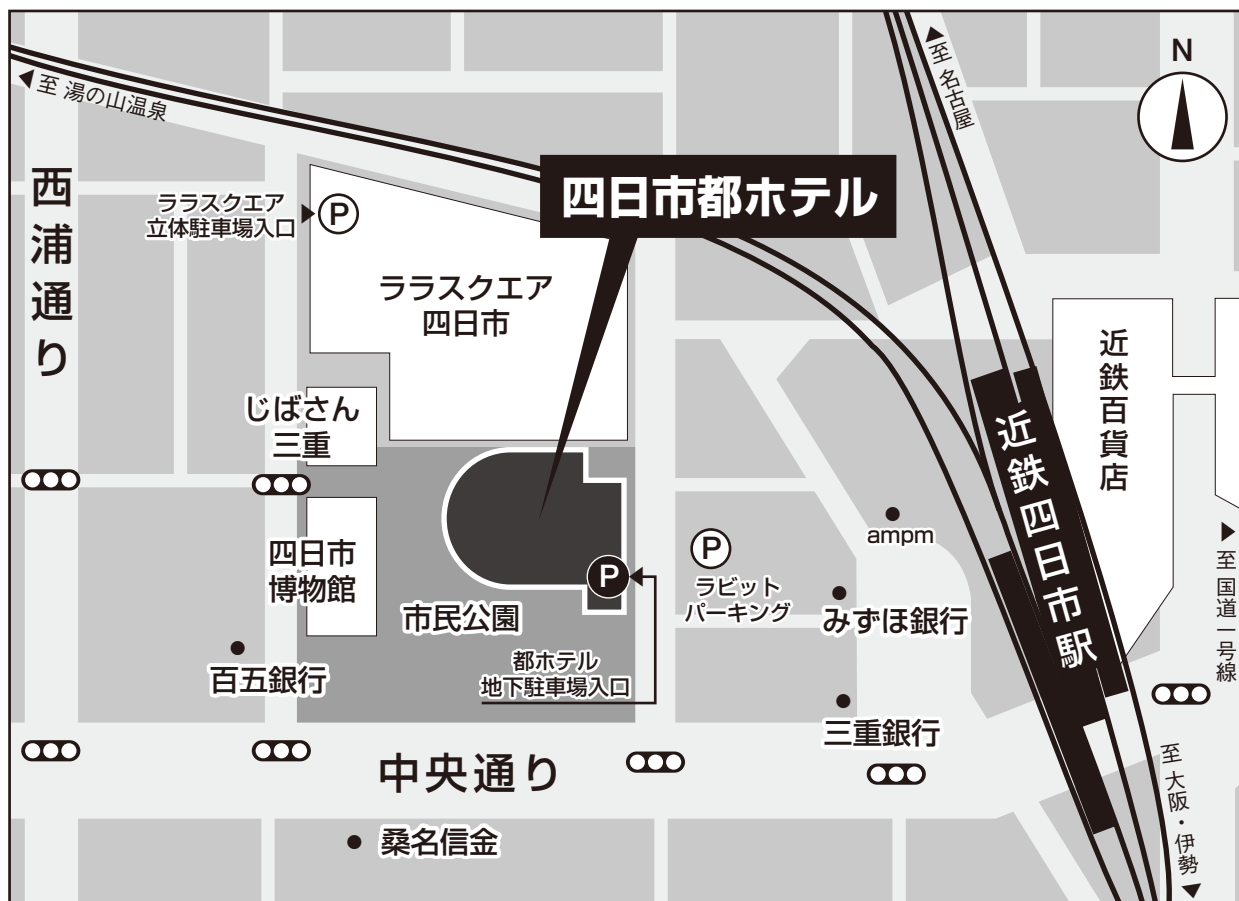 至 湯の山温泉
至 名古屋
N
西浦通り
ララスクエア
立体駐車場入口
P
四日市都ホテル
ララスクエア
四日市
近鉄百貨店
じばさん
三重
近鉄四日市駅
ampm
四日市
博物館
P
P
ラビット
パーキング
至 国道一号線
市民公園
みずほ銀行
都ホテル
地下駐車場入口
百五銀行
三重銀行
中央通り
至 大阪・伊勢
桑名信金